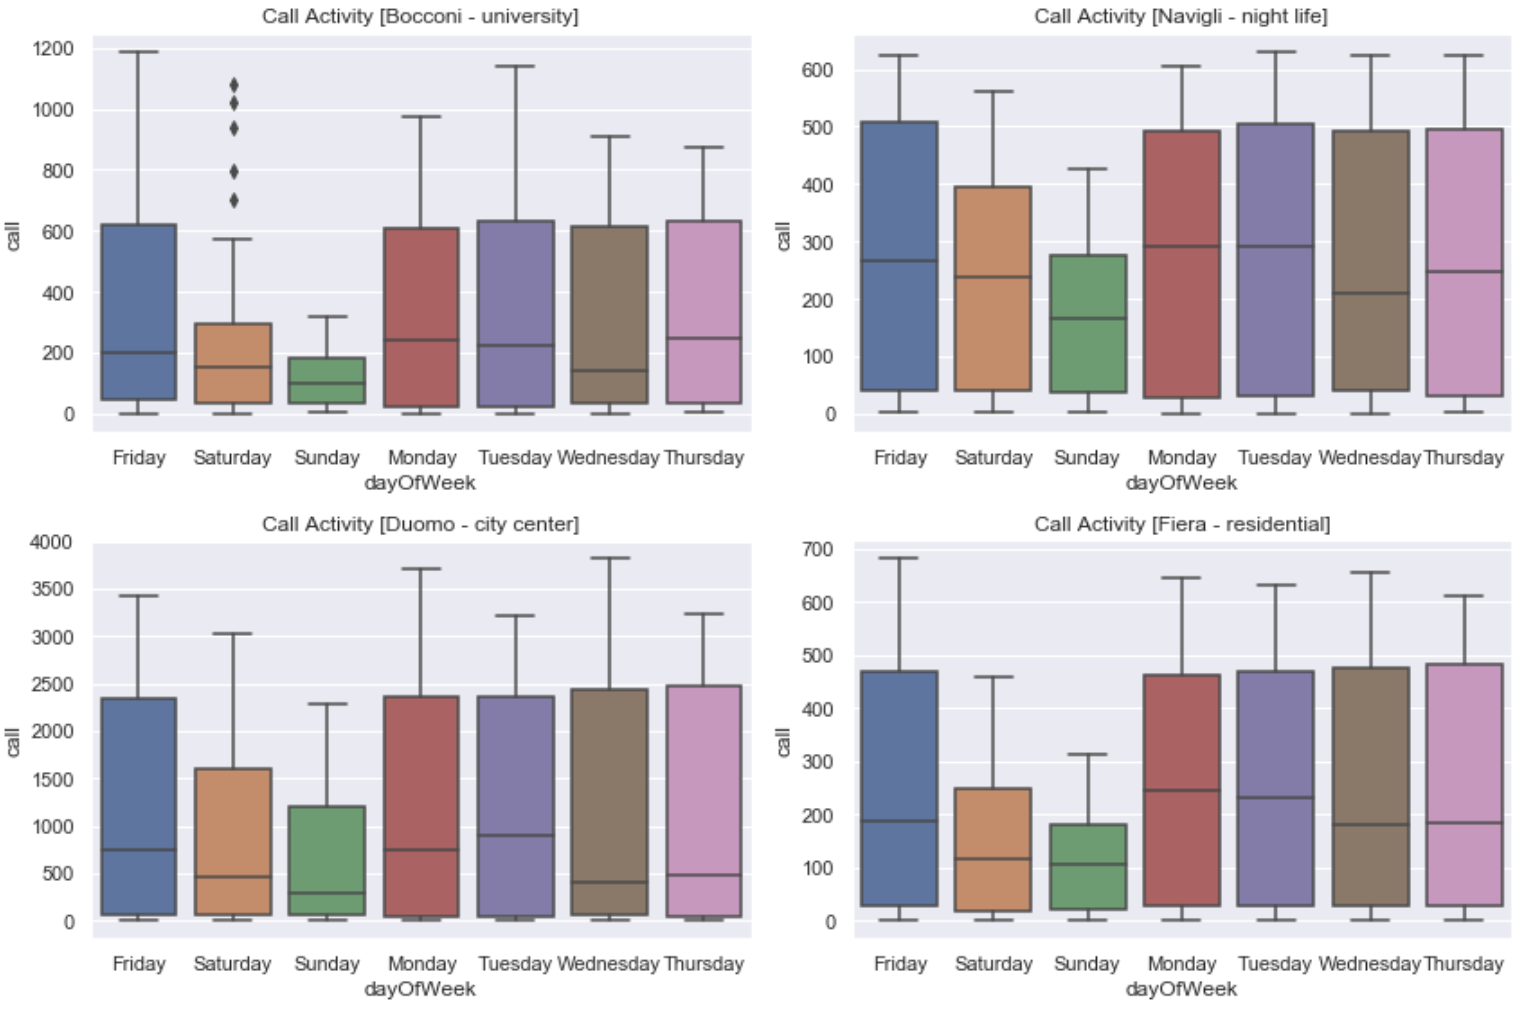 Call Activity [Bocconi - university]
1200
1000
800
600
400
200
0
call
Friday Saturday Sunday Monday Tuesday Wednesday Thursday
dayOfWeek
Call Activity [Navigli - night life]
600
500
400
300
200
100
0
call
Friday Saturday Sunday Monday Tuesday Wednesday Thursday
dayOfWeek
Call Activity [Duomo - city center]
4000
3500
3000
2500
2000
1500
1000
500
0
call
Friday Saturday Sunday Monday Tuesday Wednesday Thursday
dayOfWeek
Call Activity [Fiera - residential]
700
600
500
400
300
200
100
0
call
Friday Saturday Sunday Monday Tuesday Wednesday Thursday
dayOfWeek